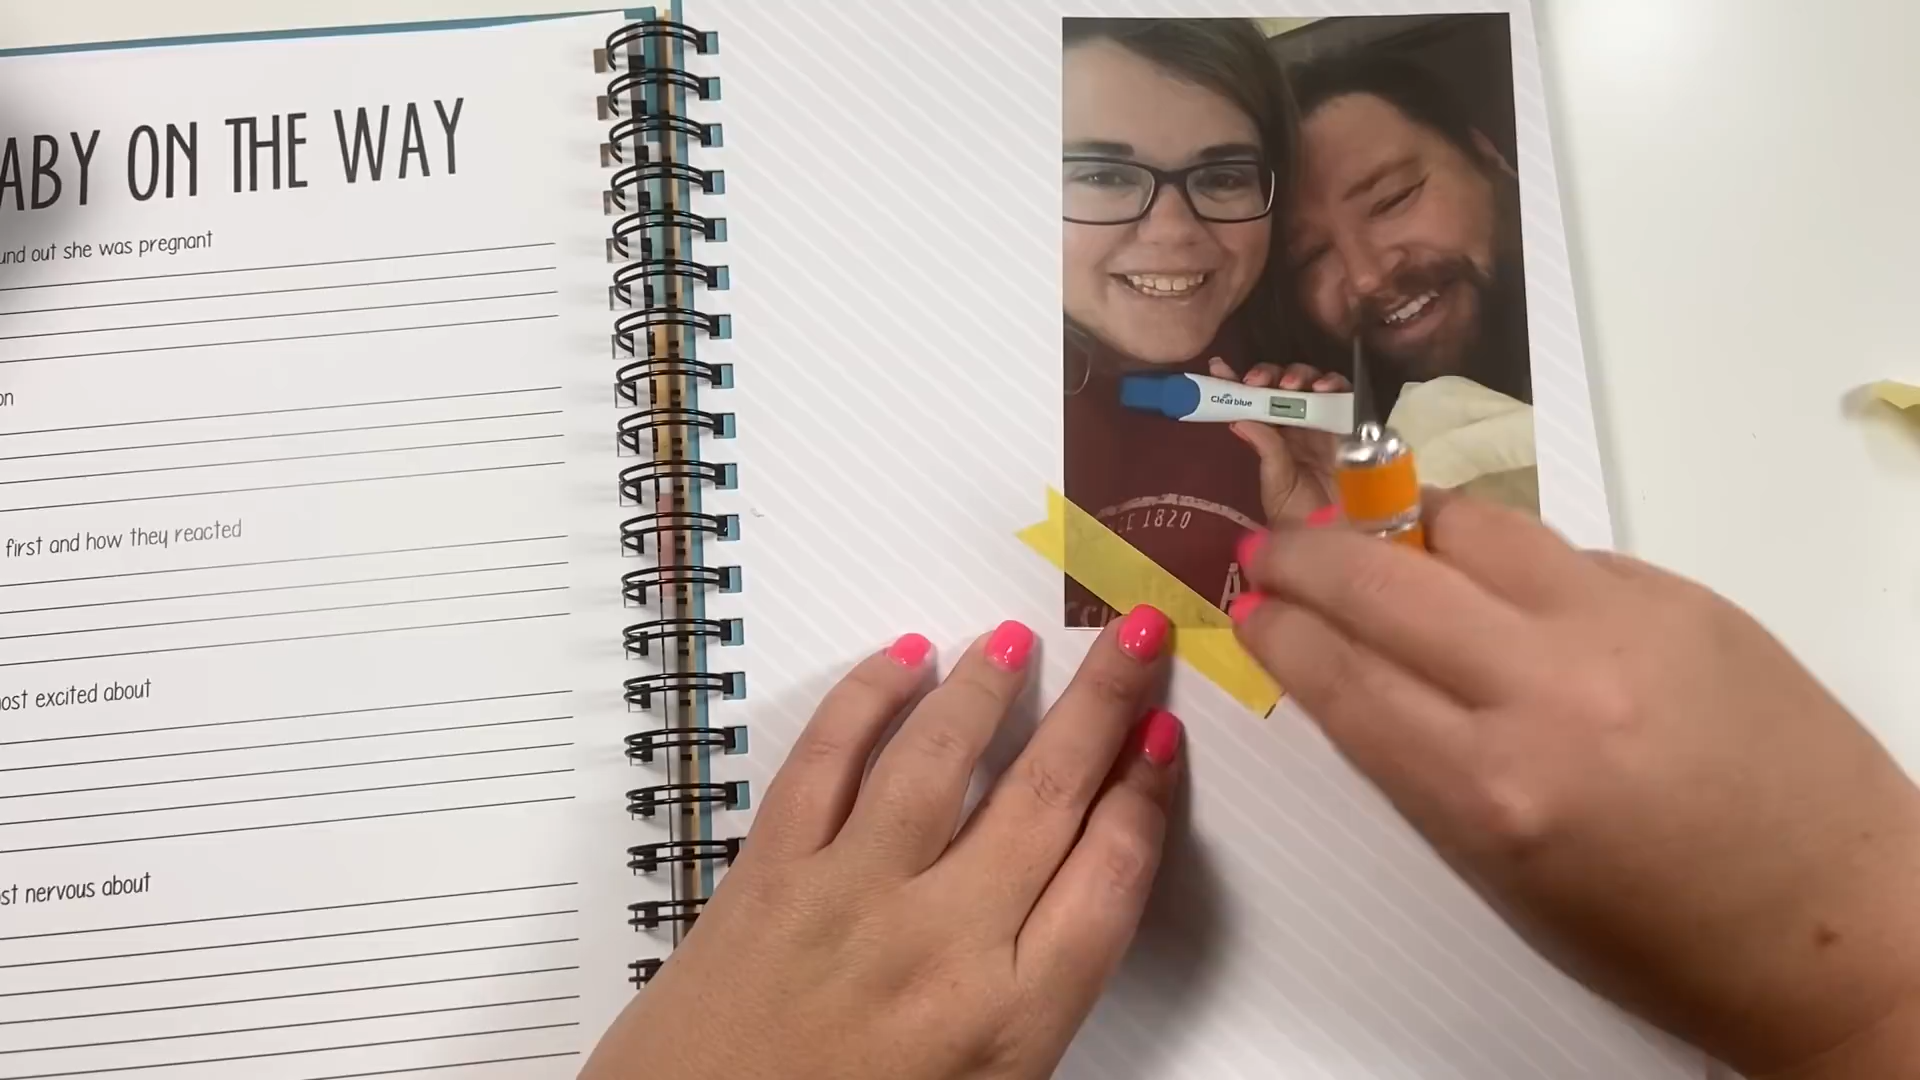 ABY ON THE WAY
und out she was pregnant
on
first and how they reacted
ost excited about
st nervous about
Clearblue
1820
A